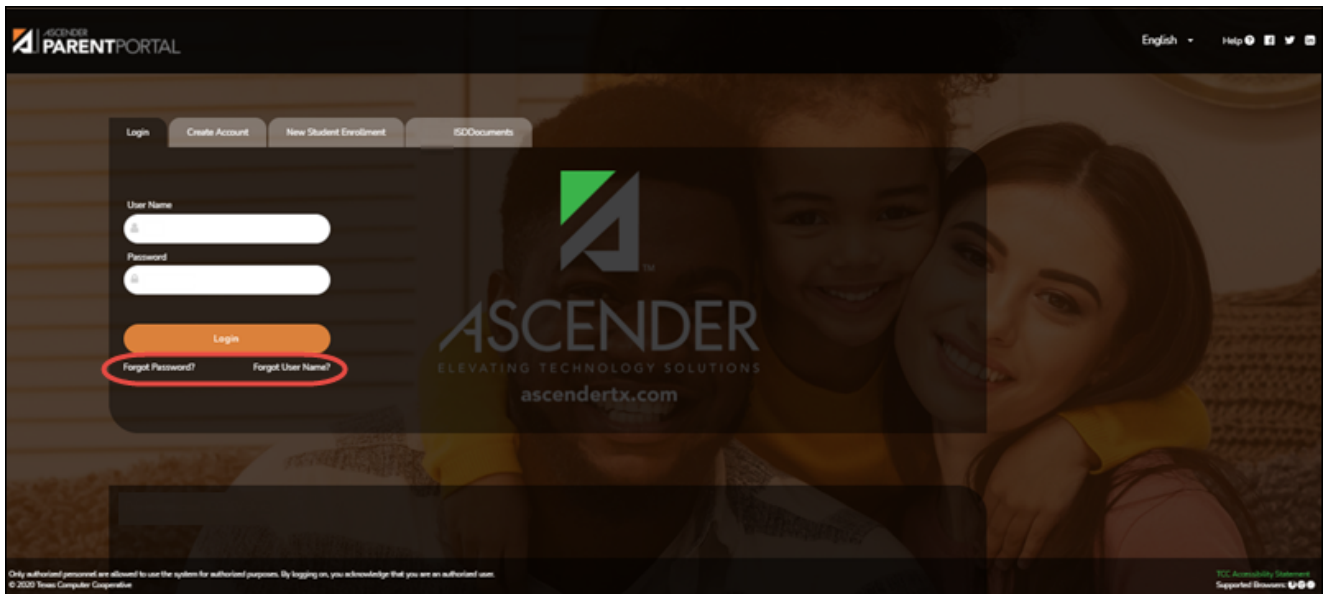 ASCENDER
PARENTPORTAL
English
Help
Login
Create Account
New Student Enrollment
ISDDocuments
User Name
Password
Login
Forgot Password?
Forgot User Name?
TM
ASCENDER
ELEVATING TECHNOLOGY SOLUTIONS
ascendertx.com
Only authorized personnel are allowed to use the system for authorized purposes. By logging on, you acknowledge that you are an authorized user.
© 2020 Texas Computer Cooperative
TCC Accessibility Statement
Supported Browsers: